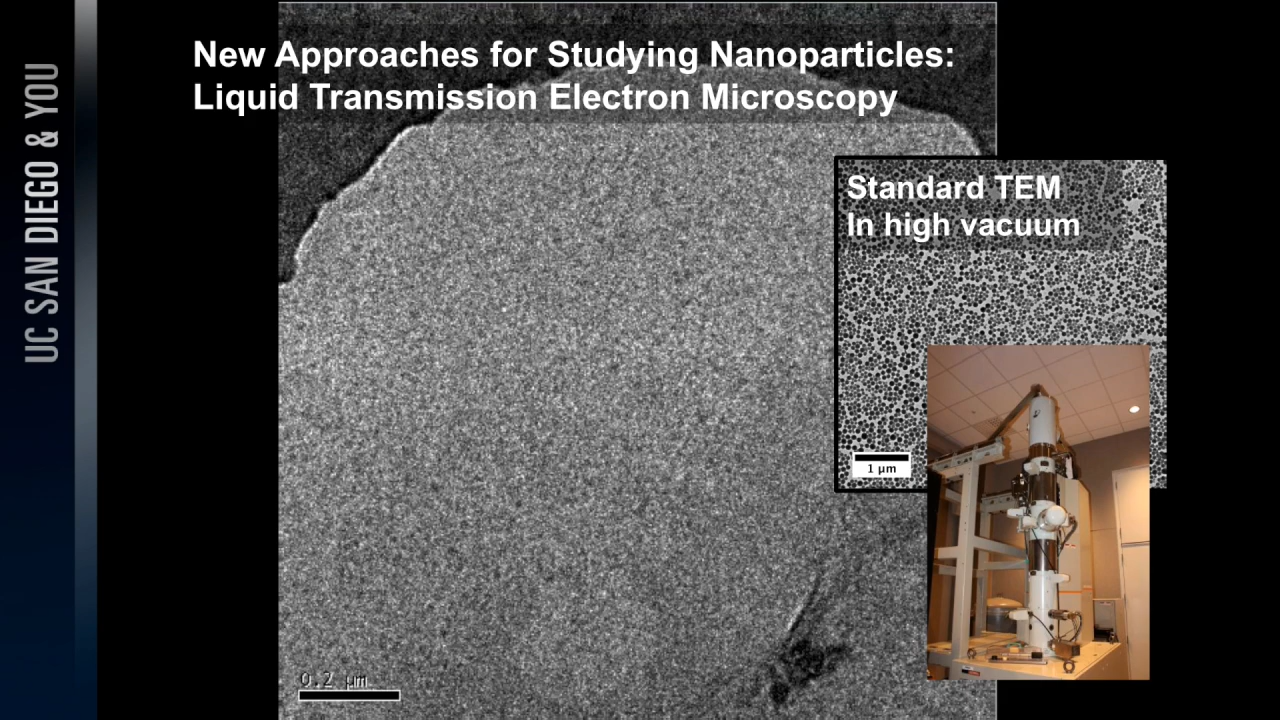 UC SAN DIEGO & YOU
New Approaches for Studying Nanoparticles:
Liquid Transmission Electron Microscopy
Standard TEM
In high vacuum
1 µm
0.2 µm